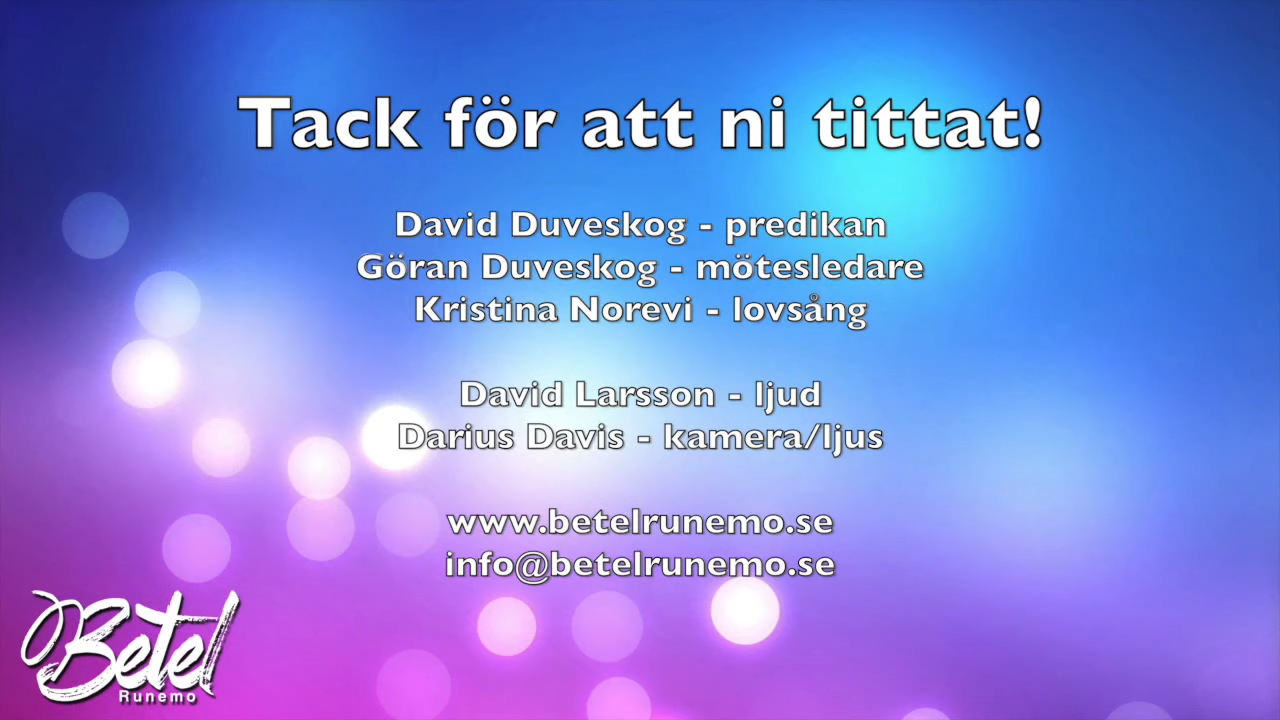 Tack för att ni tittat!
David Duveskog - predikan
Göran Duveskog - mötesledare
Kristina Norevi - lovsång
David Larsson - ljud
Darius Davis - kamera/ljus
www.betelrunemo.se
info@betelrunemo.se
Betel
Runemo